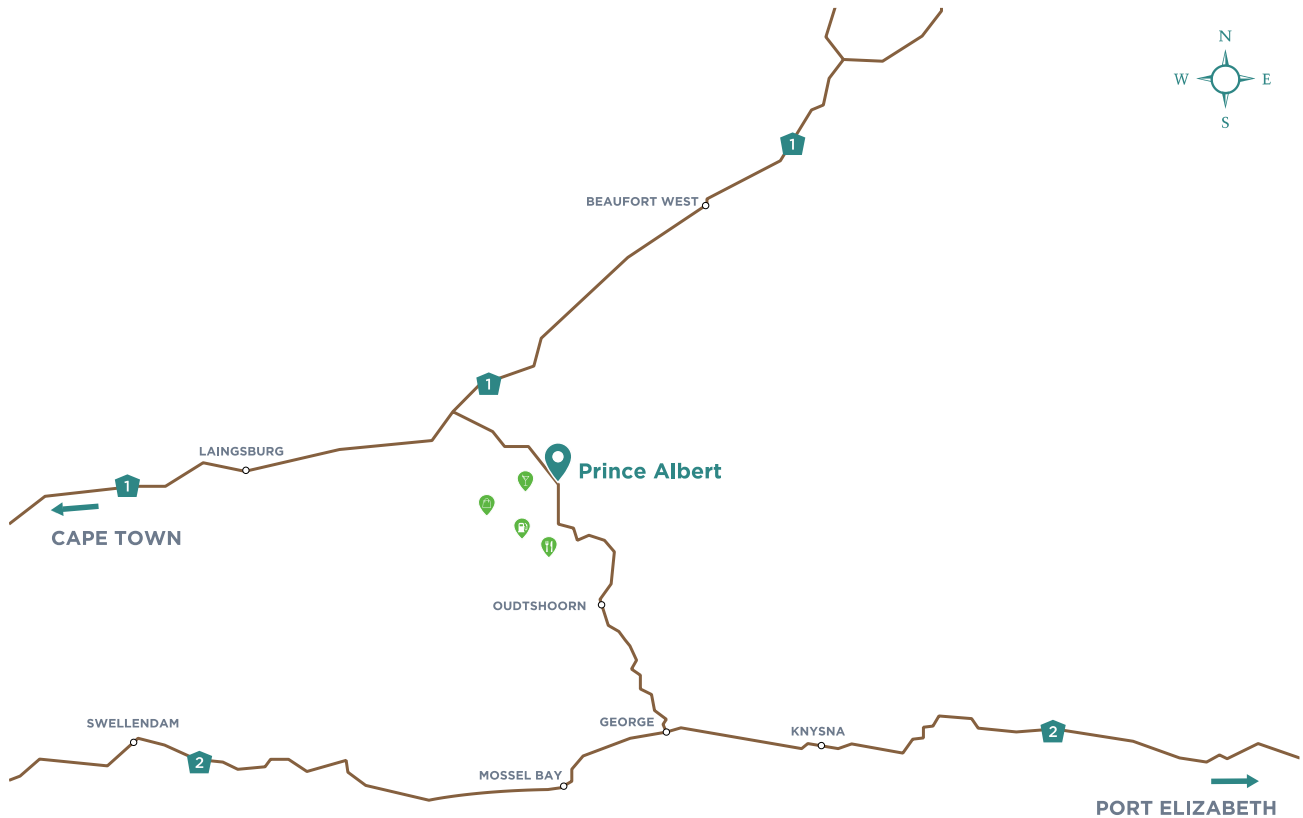 N
W E
S
1
BEAUFORT WEST
1
LAINGSBURG
Prince Albert
1
CAPE TOWN
OUDTSHOORN
SWELLENDAM
GEORGE
KNYSNA
2
2
MOSSEL BAY
PORT ELIZABETH